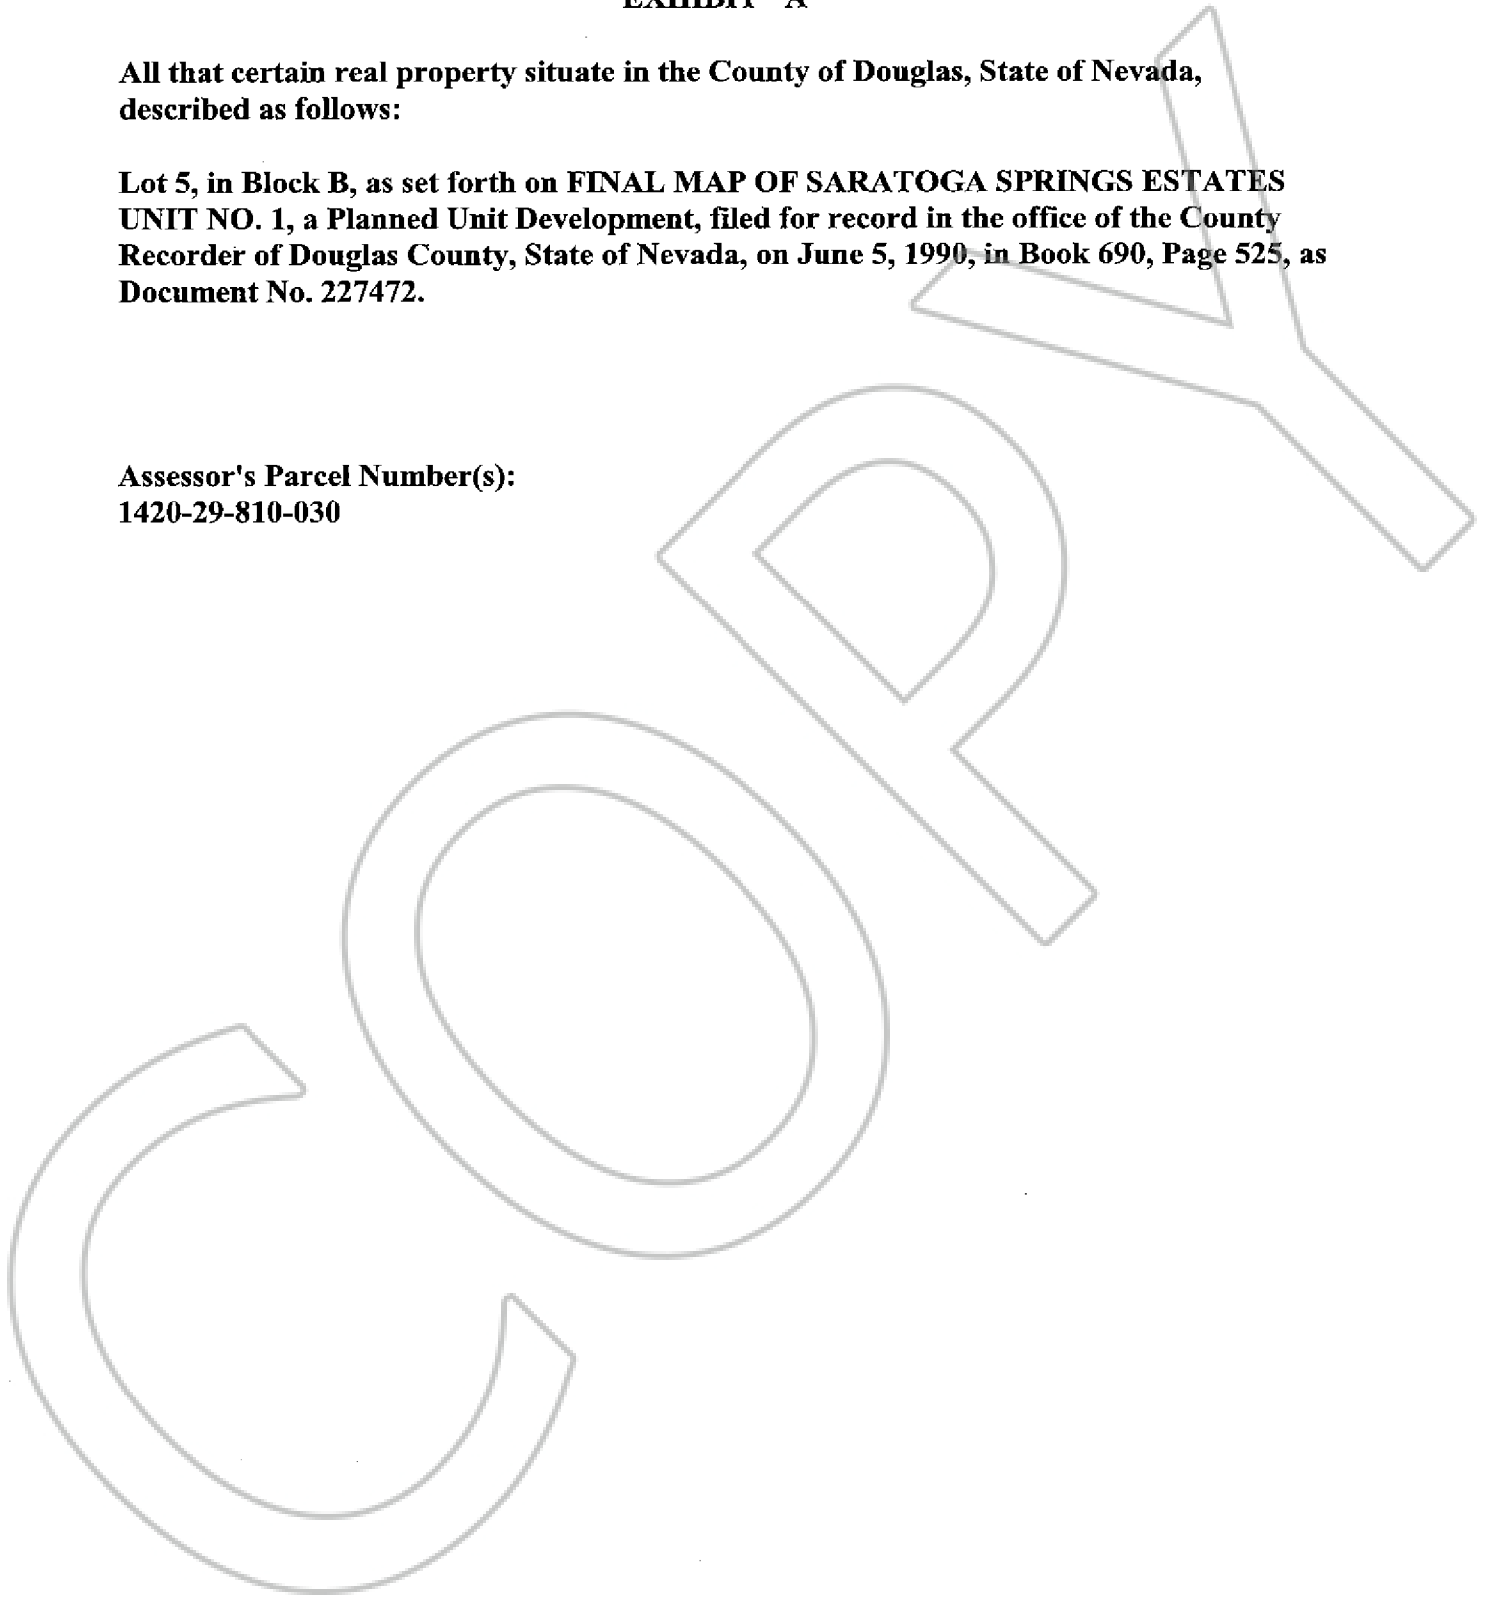 EXHIBIT "A"
All that certain real property situate in the County of Douglas, State of Nevada,
described as follows:
Lot 5, in Block B, as set forth on FINAL MAP OF SARATOGA SPRINGS ESTATES
UNIT NO. 1, a Planned Unit Development, filed for record in the office of the County
Recorder of Douglas County, State of Nevada, on June 5, 1990, in Book 690, Page 525, as
Document No. 227472.
Assessor's Parcel Number(s):
1420-29-810-030
COPY